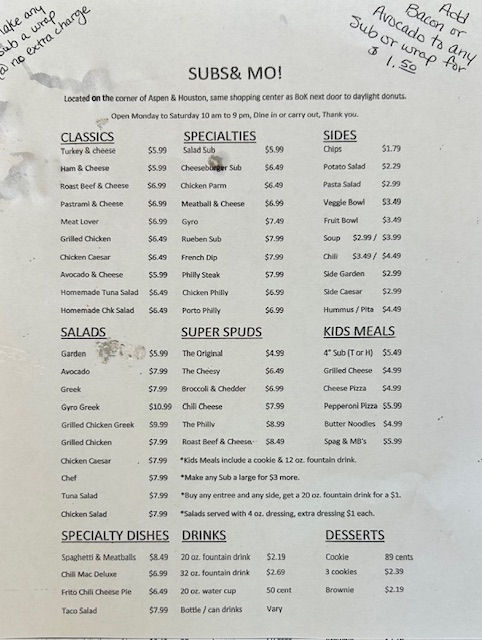 Make any
Sub a wrap
@ no extra charge
Add
Bacon or
Avocado to any
Sub or wrap for
$1.50
SUBS& MO!
Located on the corner of Aspen & Houston, same shopping center as BoK next door to daylight donuts.
Open Monday to Saturday 10 am to 9 pm, Dine in or carry out, Thank you.
CLASSICS
Turkey & cheese $5.99
Ham & Cheese $5.99
Roast Beef & Cheese $6.99
Pastrami & Cheese $6.99
Meat Lover $6.99
Grilled Chicken $6.49
Chicken Caesar $6.49
Avocado & Cheese $5.99
Homemade Tuna Salad $6.49
Homemade Chk Salad $6.49
SPECIALTIES
Salad Sub $5.99
Cheeseburger Sub $6.49
Chicken Parm $6.49
Meatball & Cheese $6.99
Gyro $7.49
Rueben Sub $7.99
French Dip $7.99
Philly Steak $7.99
Chicken Philly $6.99
Porto Philly $6.99
SIDES
Chips $1.79
Potato Salad $2.29
Pasta Salad $2.99
Veggie Bowl $3.49
Fruit Bowl $3.49
Soup $2.99 / $3.99
Chili $3.49 / $4.49
Side Garden $2.99
Side Caesar $2.99
Hummus / Pita $4.49
SALADS
Garden $5.99
Avocado $7.99
Greek $7.99
Gyro Greek $10.99
Grilled Chicken Greek $9.99
Grilled Chicken $7.99
Chicken Caesar $7.99
Chef $7.99
Tuna Salad $7.99
Chicken Salad $7.99
SUPER SPUDS
The Original $4.99
The Cheesy $6.49
Broccoli & Chedder $6.99
Chili Cheese $7.99
The Philly $8.99
Roast Beef & Cheese $8.49
KIDS MEALS
4" Sub (T or H) $5.49
Grilled Cheese $4.99
Cheese Pizza $4.99
Pepperoni Pizza $5.99
Butter Noodles $4.99
Spag & MB's $5.99
*Kids Meals include a cookie & 12 oz. fountain drink.
*Make any Sub a large for $3 more.
*Buy any entree and any side, get a 20 oz. fountain drink for a $1.
*Salads served with 4 oz. dressing, extra dressing $1 each.
SPECIALTY DISHES
Spaghetti & Meatballs $8.49
Chili Mac Deluxe $6.99
Frito Chili Cheese Pie $6.49
Taco Salad $7.99
DRINKS
20 oz. fountain drink $2.19
32 oz. fountain drink $2.69
20 oz. water cup 50 cent
Bottle / can drinks Vary
DESSERTS
Cookie 89 cents
3 cookies $2.39
Brownie $2.19